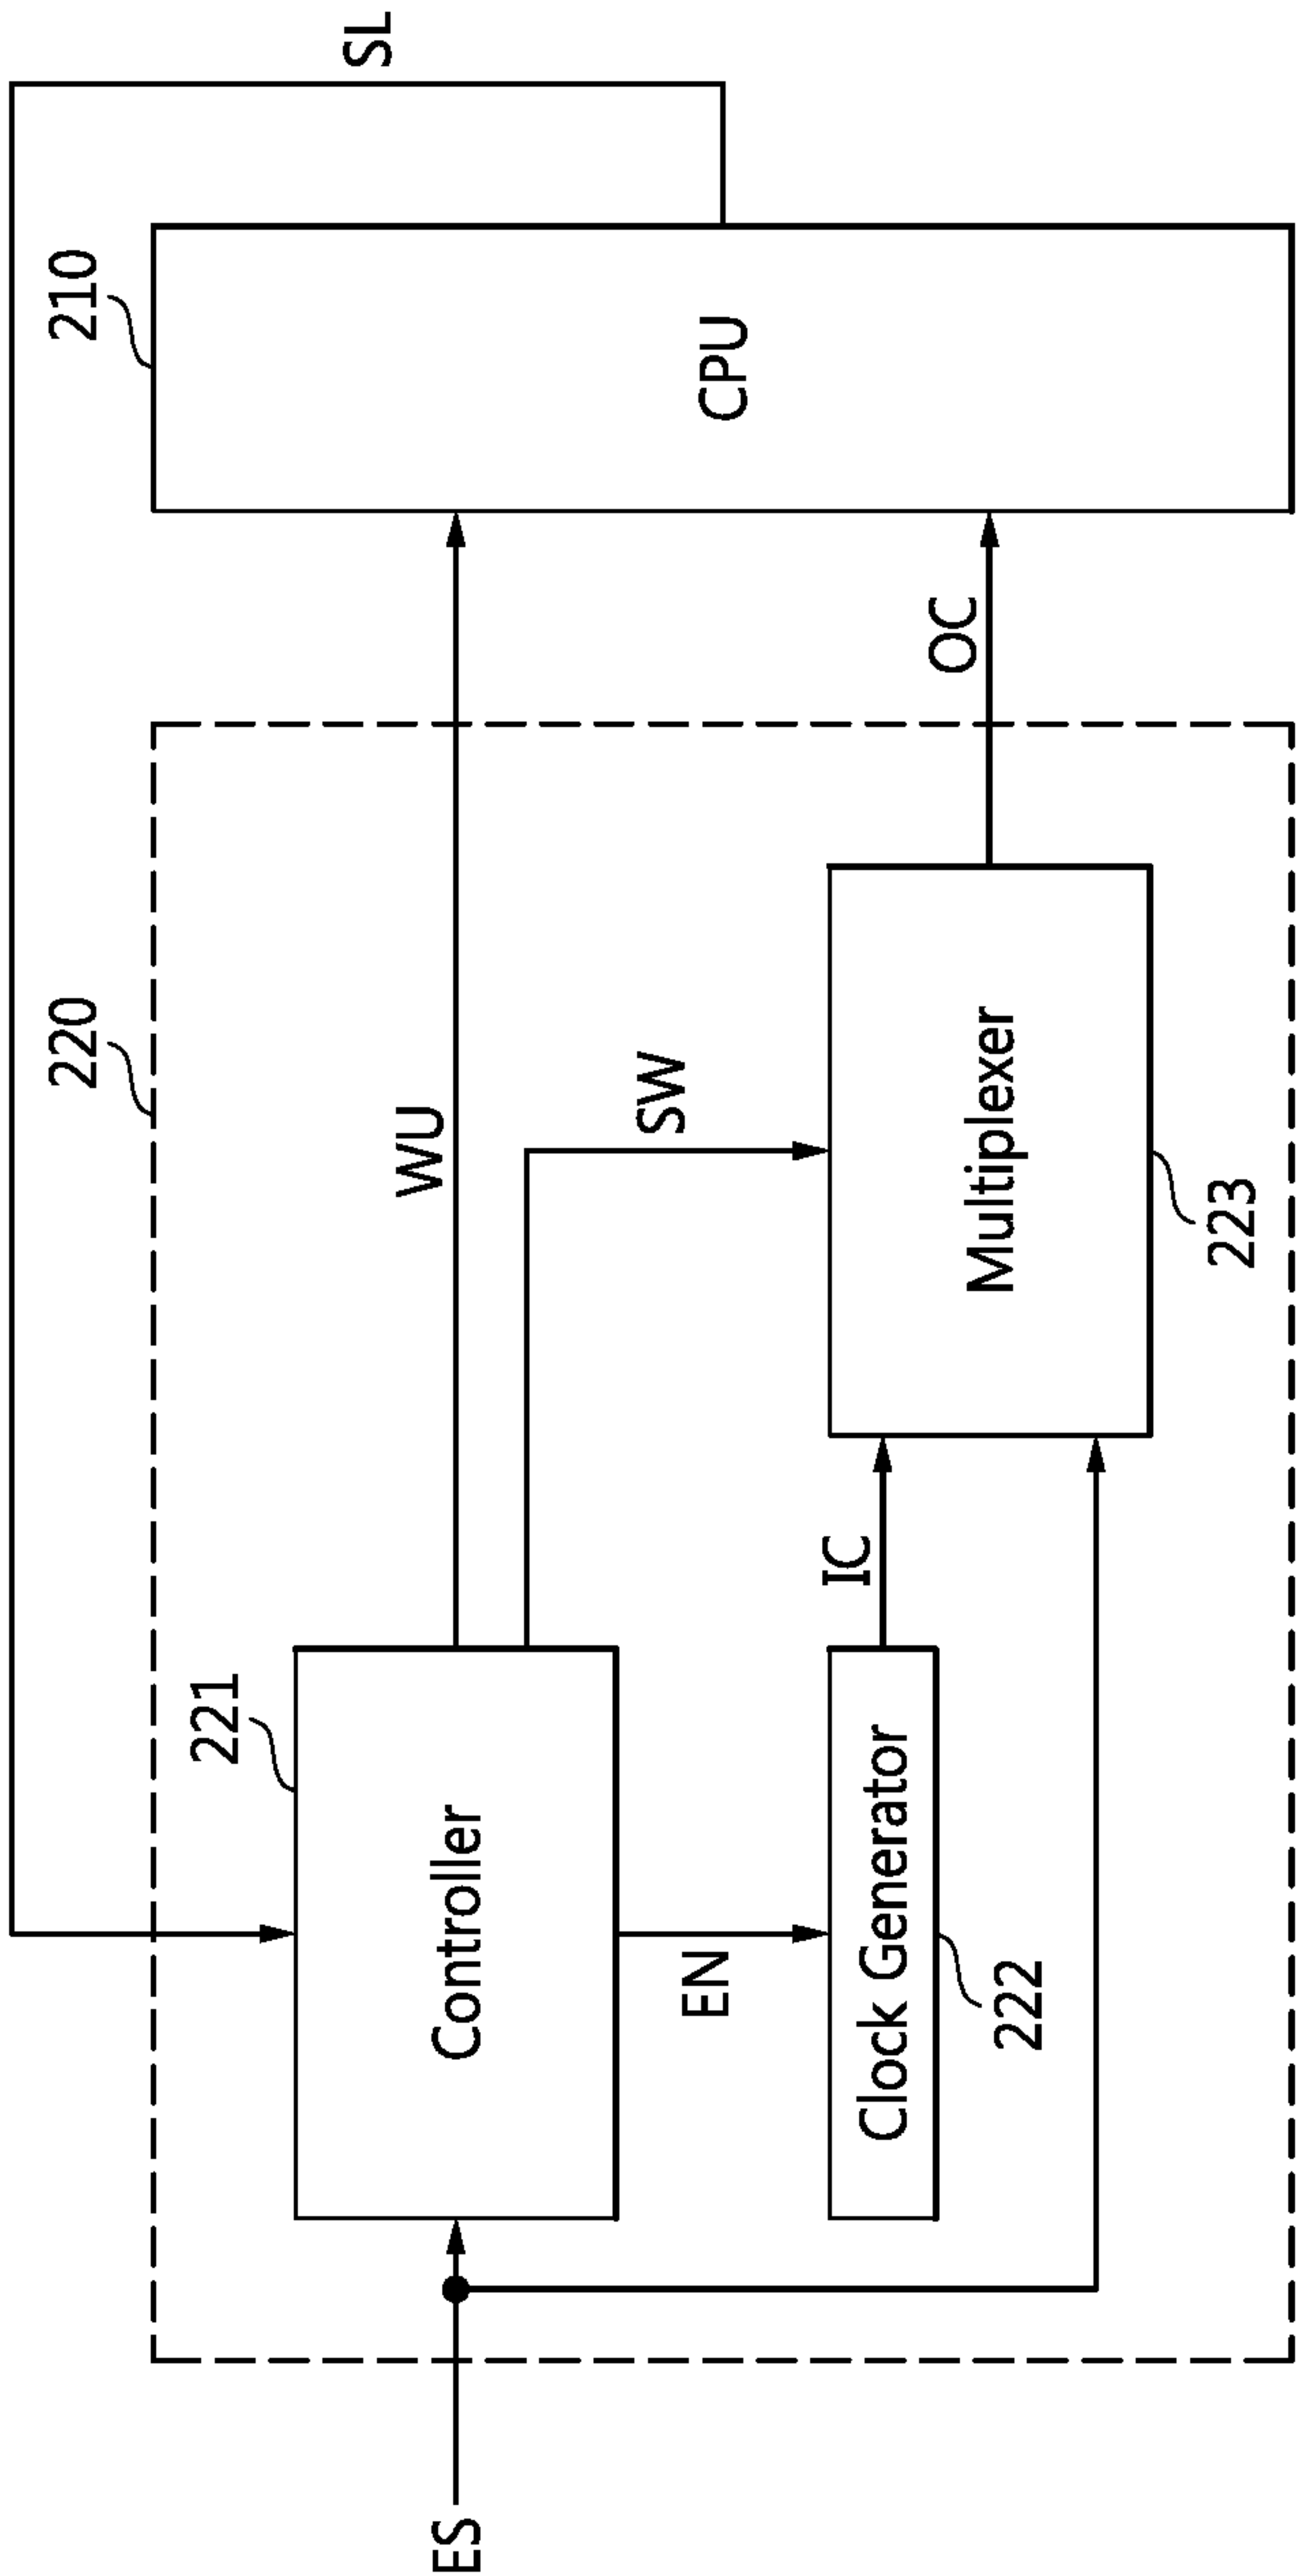 SL
220
210
221
WU
ES
Controller
CPU
SW
EN
OC
IC
Clock Generator
Multiplexer
222
223